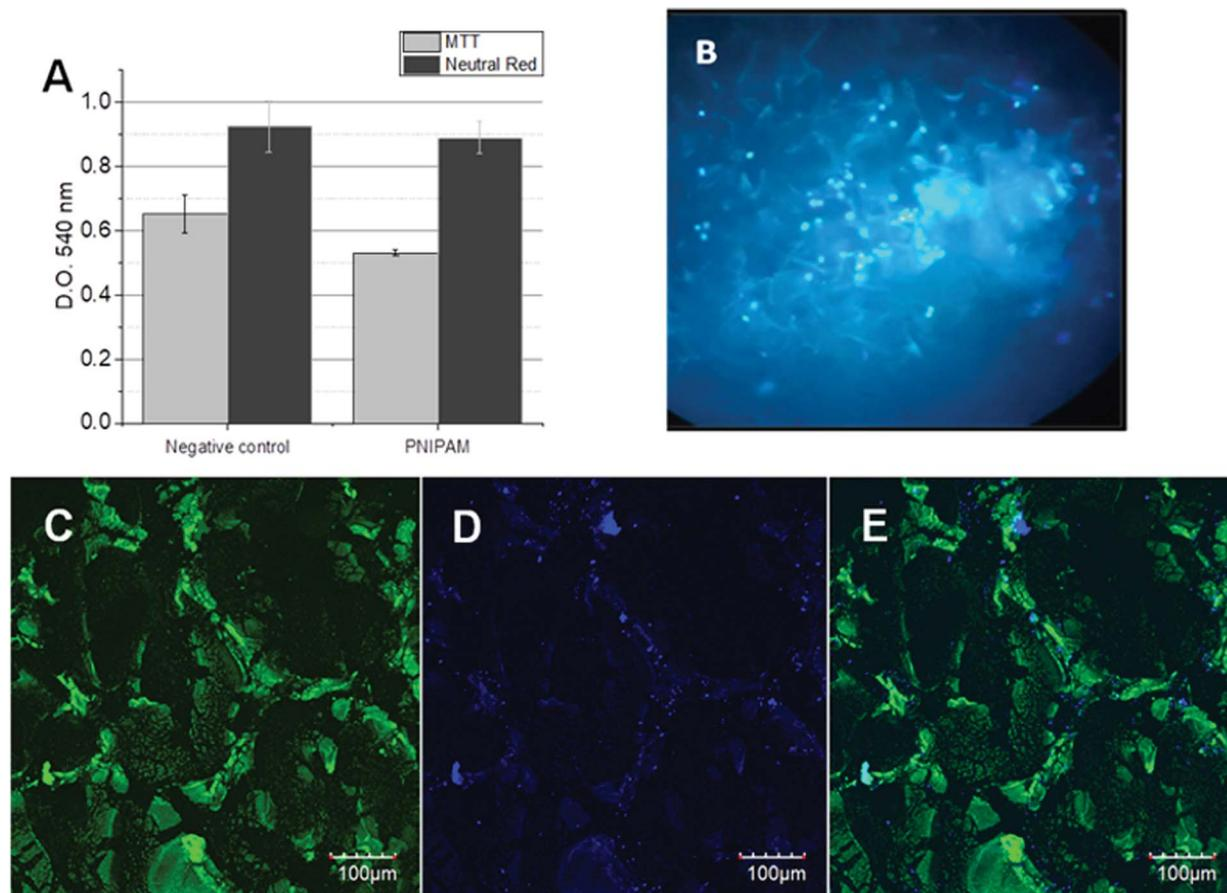 A
MTT
Neutral Red
1.0
0.8
0.6
0.4
0.2
0.0
D.O. 540 nm
Negative control
PNIPAM
B
C
100µm
D
100µm
E
100µm